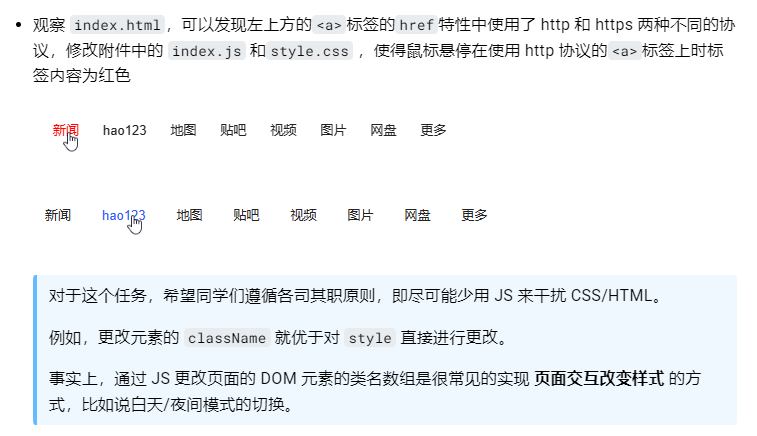 观察 index.html，可以发现左上方的<a>标签的href特性中使用了 http 和 https 两种不同的协
议，修改附件中的 index.js 和style.css ，使得鼠标悬停在使用 http 协议的<a>标签上时标
签内容为红色
新闻 hao123 地图 贴吧 视频 图片 网盘 更多
新闻 hao123 地图 贴吧 视频 图片 网盘 更多
对于这个任务，希望同学们遵循各司其职原则，即尽可能少用 JS 来干扰 CSS/HTML。
例如，更改元素的 className 就优于对 style 直接进行更改。
事实上，通过 JS 更改页面的 DOM 元素的类名数组是很常见的实现 页面交互改变样式 的方
式，比如说白天/夜间模式的切换。